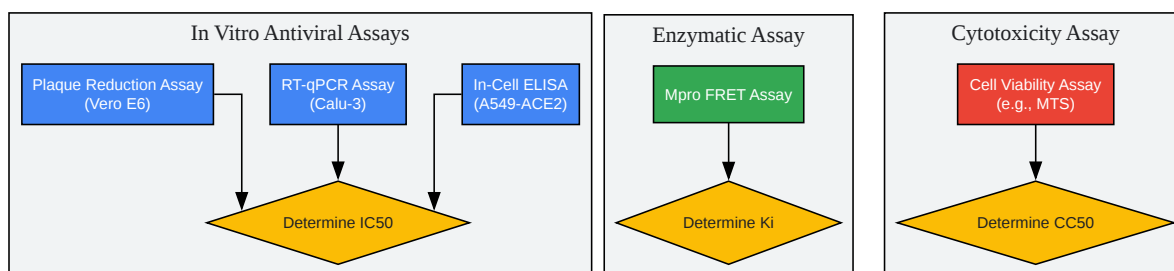 In Vitro Antiviral Assays
Plaque Reduction Assay
(Vero E6)
RT-qPCR Assay
(Calu-3)
In-Cell ELISA
(A549-ACE2)
Determine IC50
Enzymatic Assay
Mpro FRET Assay
Determine Ki
Cytotoxicity Assay
Cell Viability Assay
(e.g., MTS)
Determine CC50